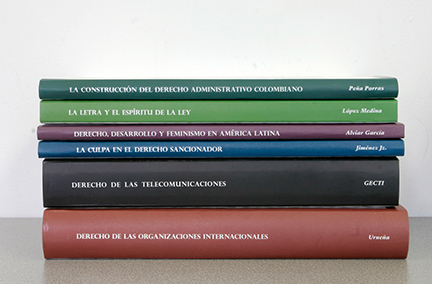 LA CONSTRUCCIÓN DEL DERECHO ADMINISTRATIVO COLOMBIANO Peña Porras
LA LETRA Y EL ESPÍRITU DE LA LEY López Medina
DERECHO, DESARROLLO Y FEMINISMO EN AMÉRICA LATINA Alviar García
LA CULPA EN EL DERECHO SANCIONADOR Jiménez Jz.
DERECHO DE LAS TELECOMUNICACIONES GECTI
DERECHO DE LAS ORGANIZACIONES INTERNACIONALES Urueña